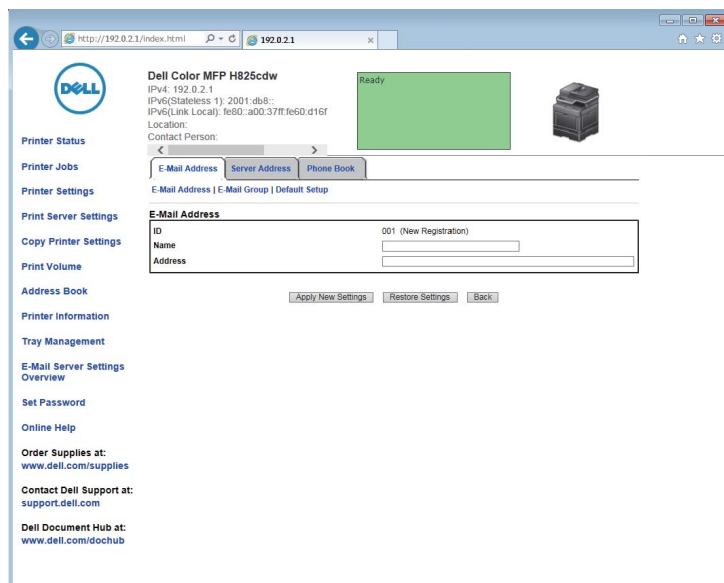 http://192.0.2.1/index.html
192.0.2.1
DELL
Dell Color MFP H825cdw
IPv4: 192.0.2.1
IPv6(Stateless 1): 2001:db8::
IPv6(Link Local): fe80::a00:37ff:fe60:d16f
Location:
Contact Person:
Ready
Printer Status
Printer Jobs
Printer Settings
Print Server Settings
Copy Printer Settings
Print Volume
Address Book
Printer Information
Tray Management
E-Mail Server Settings
Overview
Set Password
Online Help
Order Supplies at:
www.dell.com/supplies
Contact Dell Support at:
support.dell.com
Dell Document Hub at:
www.dell.com/dochub
E-Mail Address Server Address Phone Book
E-Mail Address | E-Mail Group | Default Setup
E-Mail Address
ID 001 (New Registration)
Name
Address
Apply New Settings Restore Settings Back